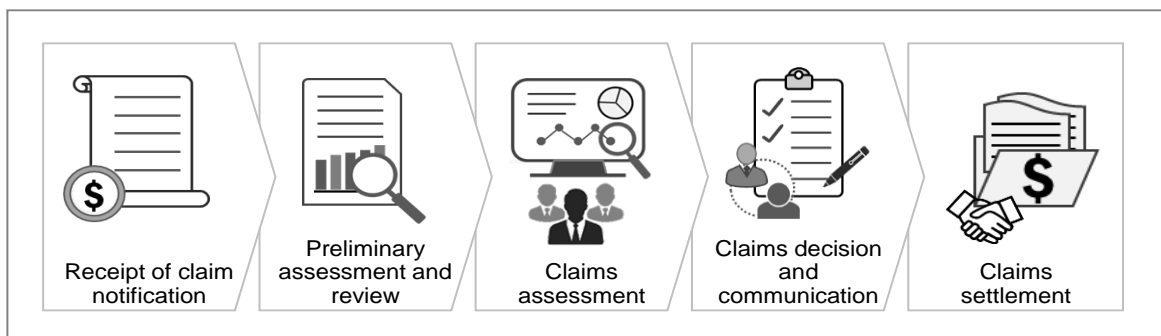 $
Receipt of claim
notification
Preliminary
assessment and
review
Claims
assessment
Claims decision
and
communication
$
Claims
settlement